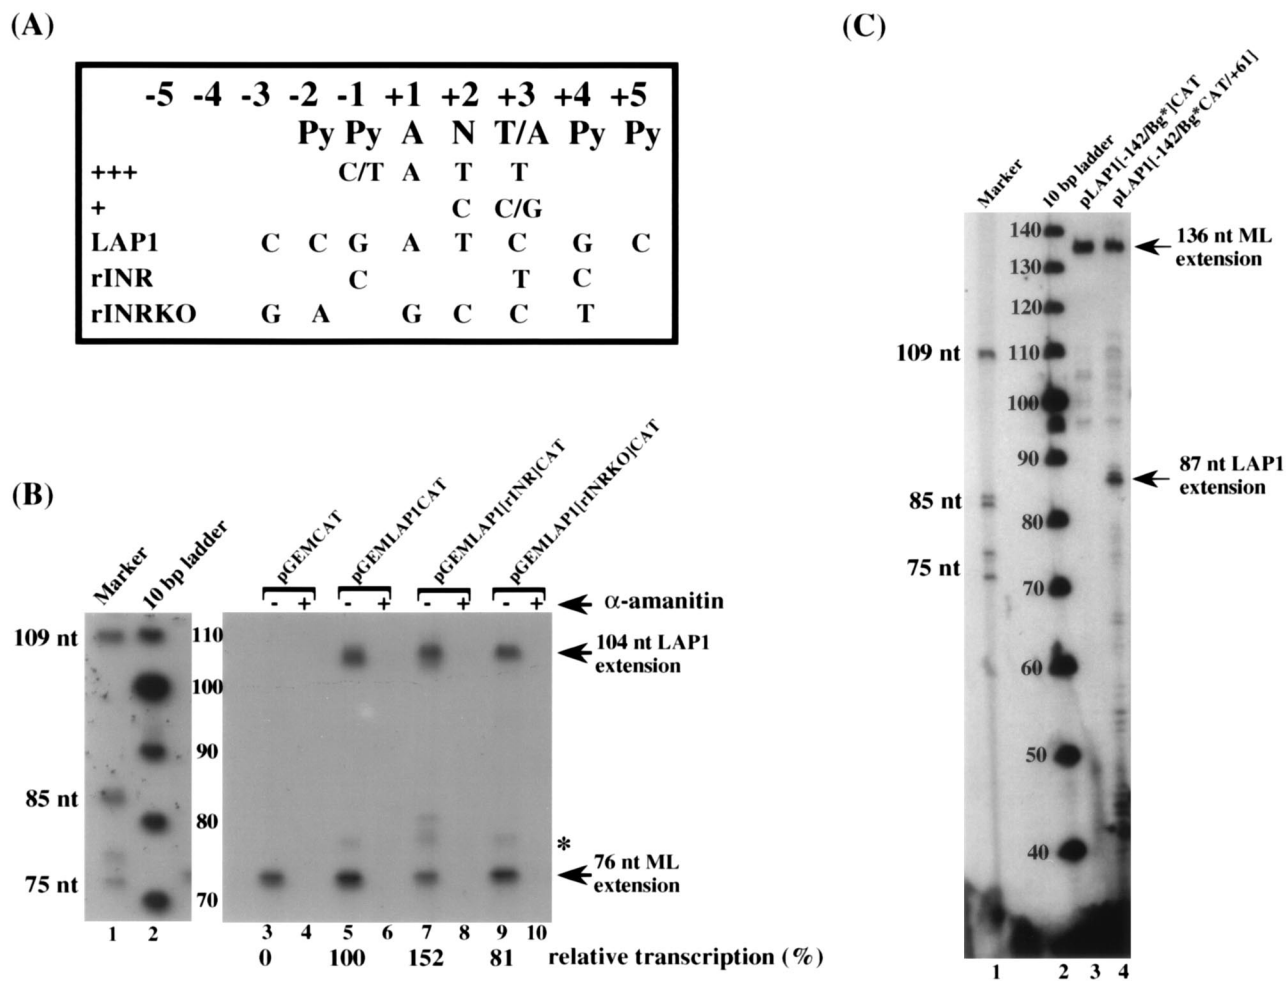 (A)
-5 -4 -3 -2 -1 +1 +2 +3 +4 +5
Py Py A N T/A Py Py
+++ C/T A T T
+ C C/G
LAP1 C C G A T C G C
rINR C T C
rINRKO G A G C C T
(B)
Marker
10 bp ladder
pGEMCAT
pGEMLAP1CAT
pGEMLAP1[rINR]CAT
pGEMLAP1[rINRKO]CAT
- + - + - + - + α-amanitin
109 nt
85 nt
75 nt
110
100
90
80
70
104 nt LAP1
extension
*
76 nt ML
extension
1 2 3 4 5 6 7 8 9 10
0 100 152 81 relative transcription (%)
(C)
Marker
10 bp ladder
pLAP1[-142/Bg*]CAT
pLAP1[-142/Bg*CAT/+61]
109 nt
85 nt
75 nt
140
130
120
110
100
90
80
70
60
50
40
136 nt ML
extension
87 nt LAP1
extension
1 2 3 4